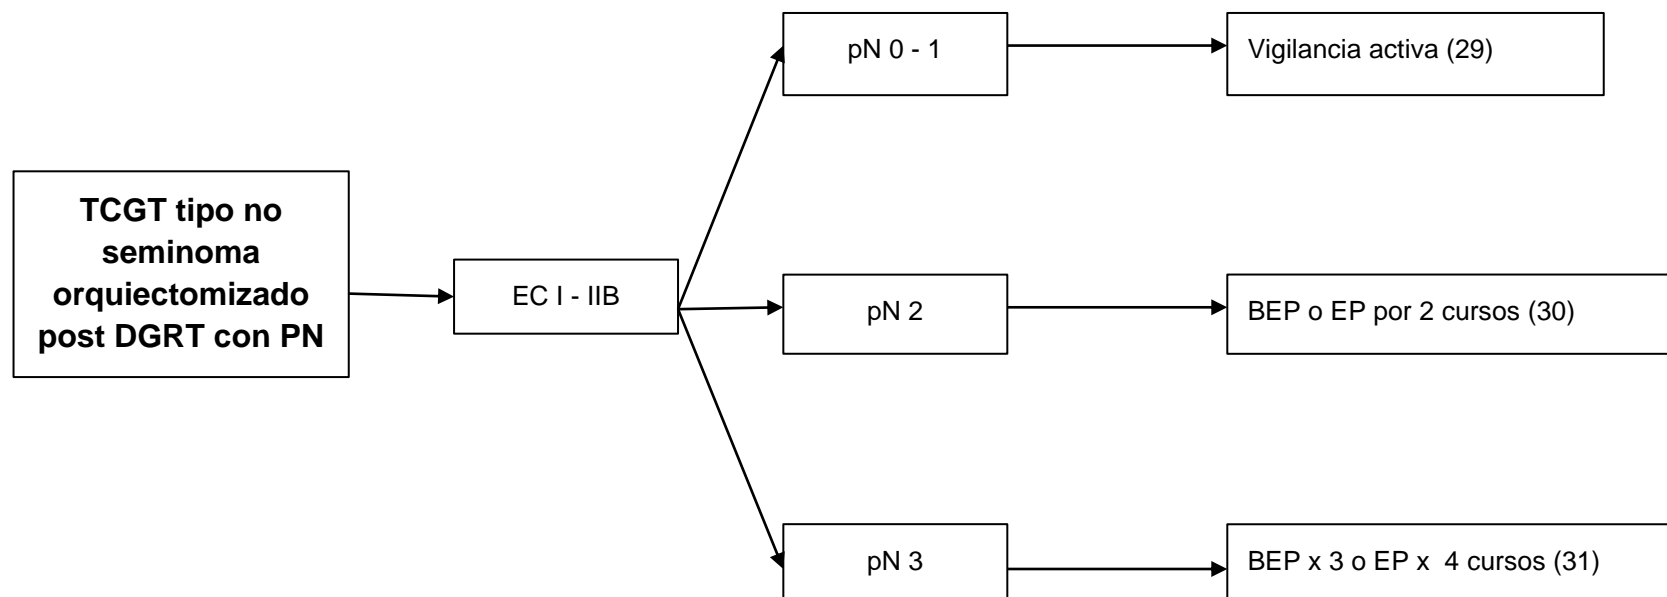 TCGT tipo no
seminoma
orquiectomizado
post DGRT con PN
EC I - IIB
pN 0 - 1
Vigilancia activa (29)
pN 2
BEP o EP por 2 cursos (30)
pN 3
BEP x 3 o EP x  4 cursos (31)